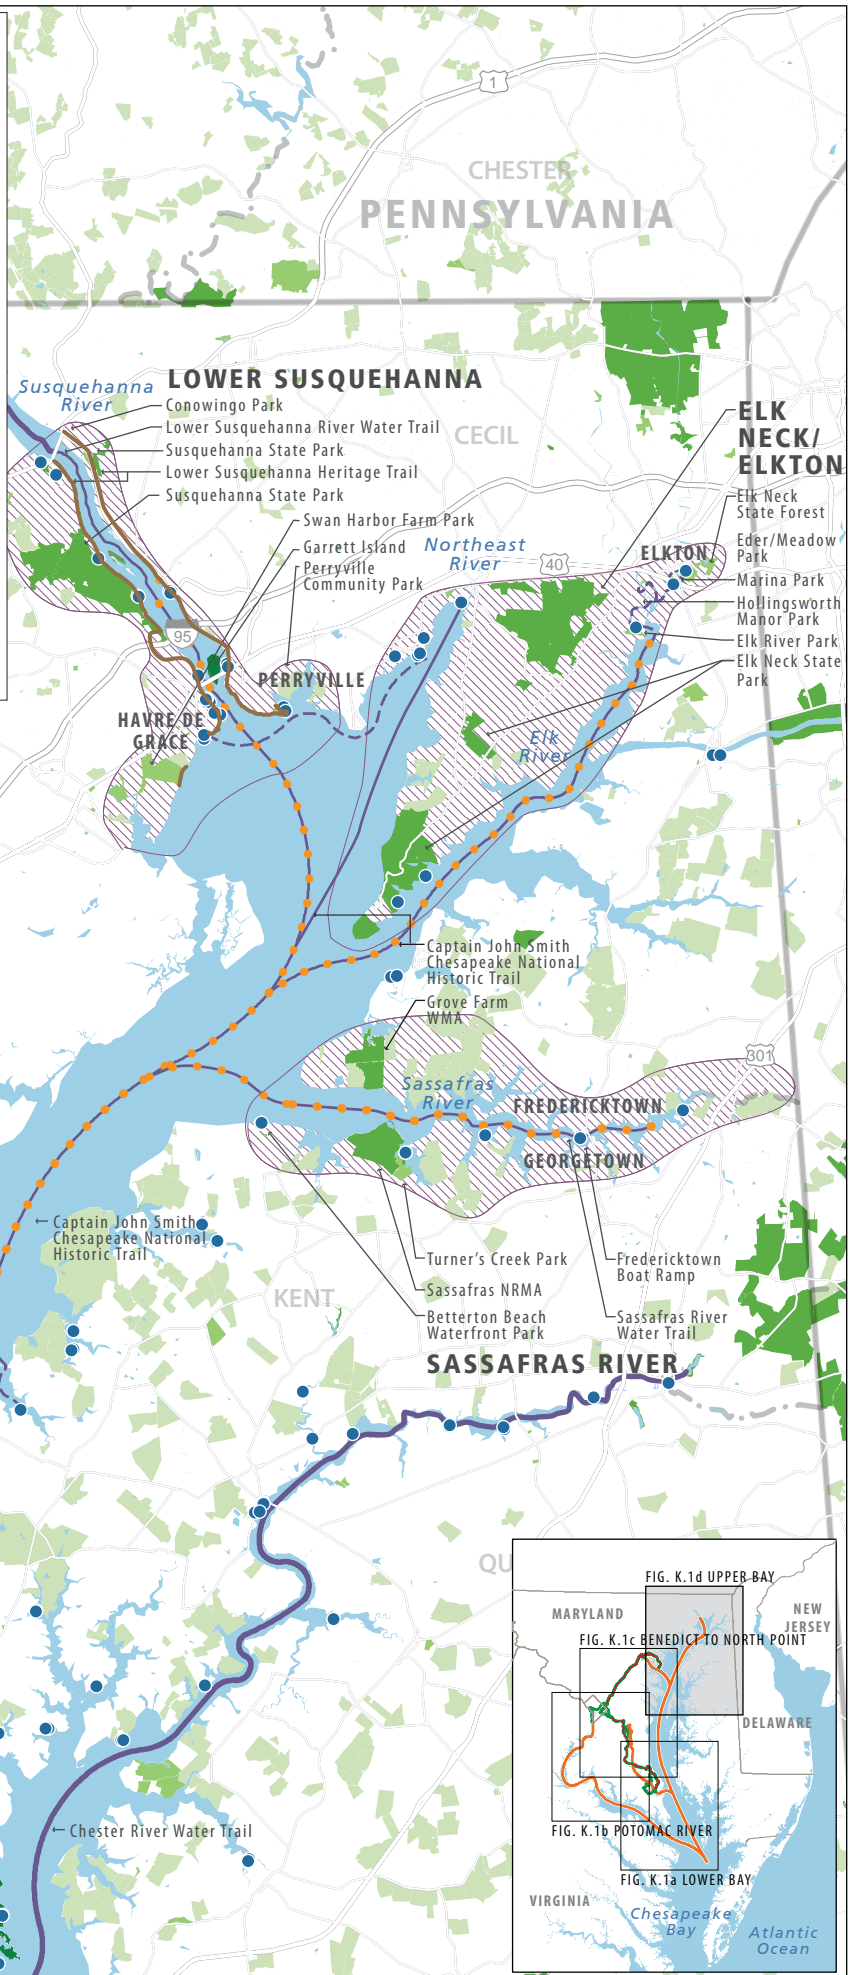 1
CHESTER
PENNSYLVANIA
Susquehanna
River
LOWER SUSQUEHANNA
Conowingo Park
Lower Susquehanna River Water Trail
Susquehanna State Park
Lower Susquehanna Heritage Trail
Susquehanna State Park
CECIL
ELK
NECK/
ELKTON
Swan Harbor Farm Park
Garrett Island
Perryville
Community Park
Northeast
River
40
ELKTON
Elk Neck
State Forest
Eder/Meadow
Park
Marina Park
Hollingsworth
Manor Park
Elk River Park
Elk Neck State
Park
95
PERRYVILLE
HAVRE DE
GRACE
Elk
River
Captain John Smith
Chesapeake National
Historic Trail
Grove Farm
WMA
301
Sassafras
River
FREDERICKTOWN
GEORGETOWN
Captain John Smith
Chesapeake National
Historic Trail
Turner's Creek Park
Sassafras NRMA
Betterton Beach
Waterfront Park
Fredericktown
Boat Ramp
Sassafras River
Water Trail
KENT
SASSAFRAS RIVER
QU
Chester River Water Trail
FIG. K.1d UPPER BAY
MARYLAND
NEW
JERSEY
FIG. K.1c BENEDICT TO NORTH POINT
DELAWARE
FIG. K.1b POTOMAC RIVER
FIG. K.1a LOWER BAY
VIRGINIA
Chesapeake
Bay
Atlantic
Ocean